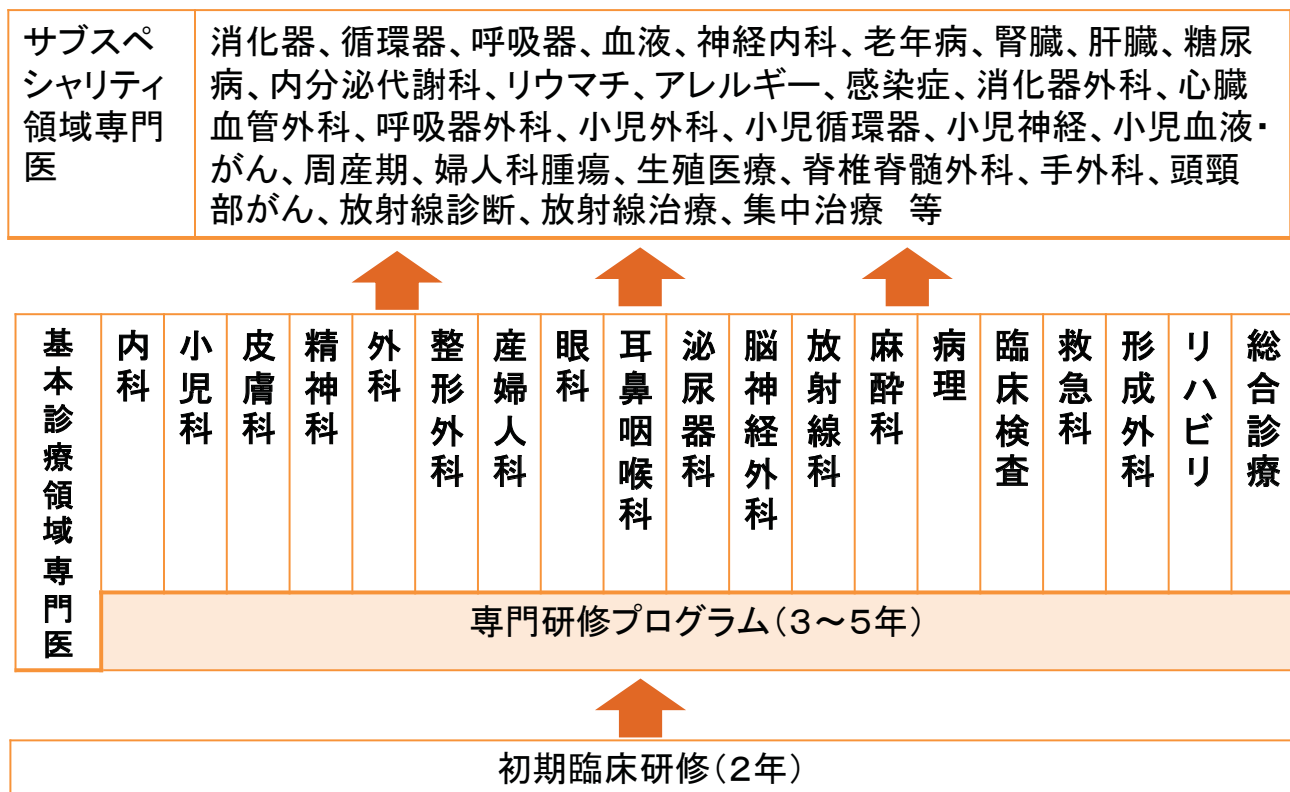 サブスペ
シャリティ
領域専門
医
消化器、循環器、呼吸器、血液、神経内科、老年病、腎臓、肝臓、糖尿
病、内分泌代謝科、リウマチ、アレルギー、感染症、消化器外科、心臓
血管外科、呼吸器外科、小児外科、小児循環器、小児神経、小児血液・
がん、周産期、婦人科腫瘍、生殖医療、脊椎脊髄外科、手外科、頭頸
部がん、放射線診断、放射線治療、集中治療　等
基本診療領域専門医
内科
小児科
皮膚科
精神科
外科
整形外科
産婦人科
眼科
耳鼻咽喉科
泌尿器科
脳神経外科
放射線科
麻酔科
病理
臨床検査
救急科
形成外科
リハビリ
総合診療
専門研修プログラム（３～５年）
初期臨床研修（２年）